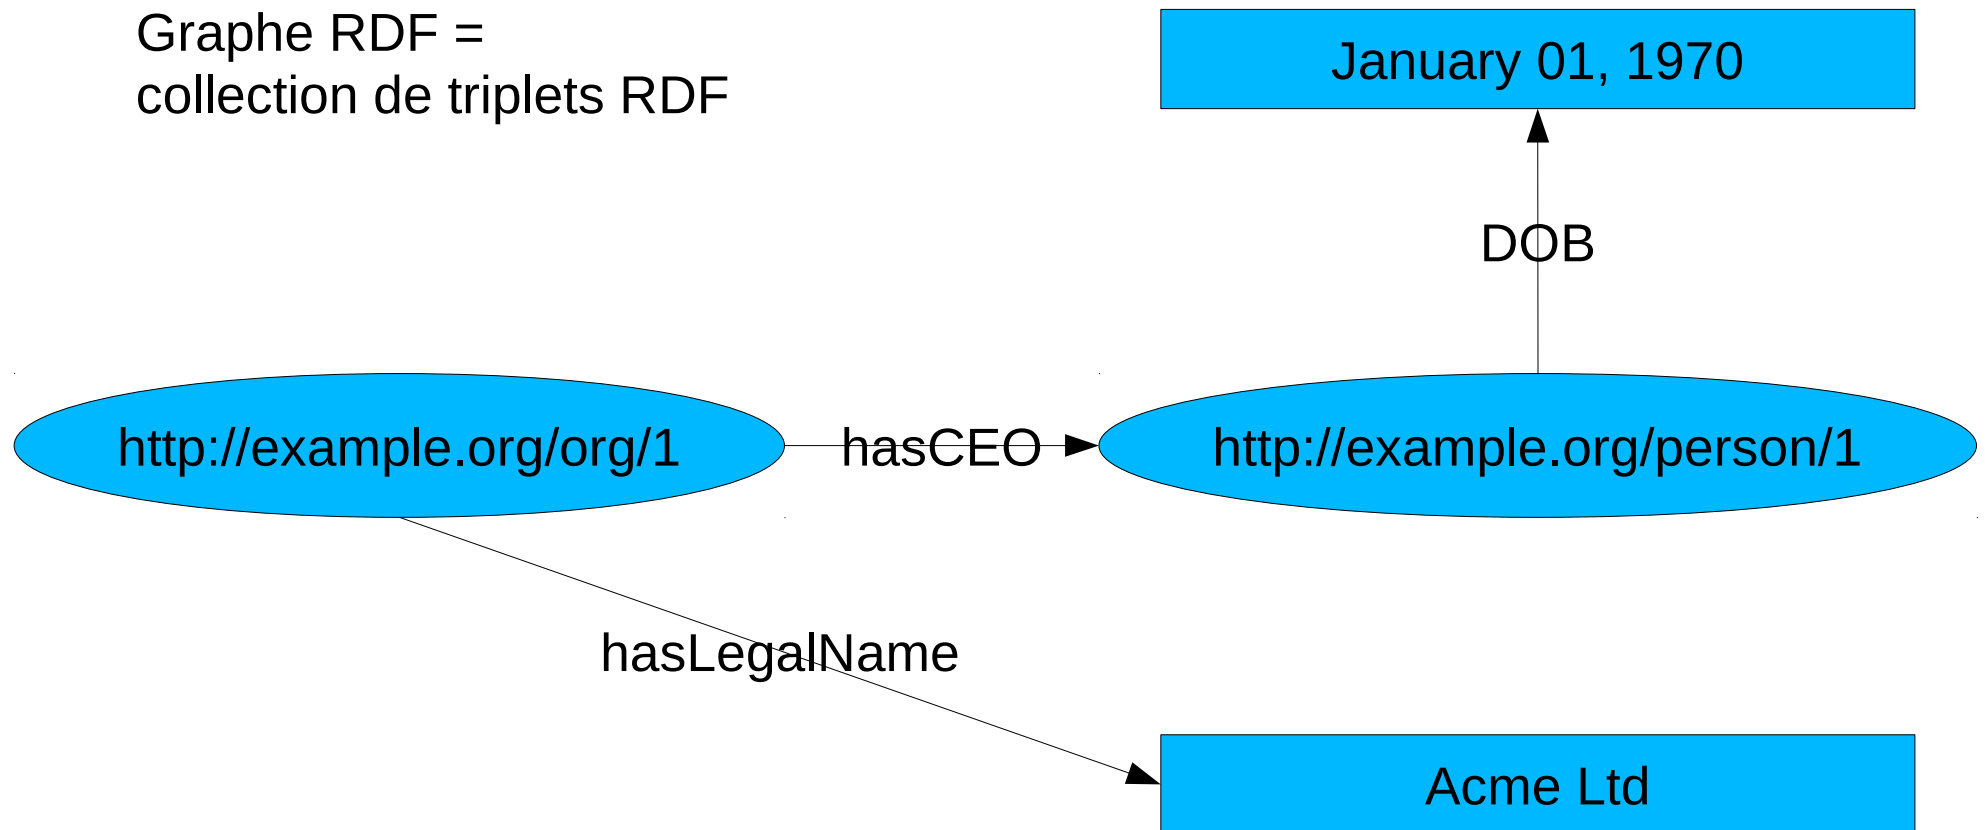 Graphe RDF =
collection de triplets RDF
January 01, 1970
DOB
http://example.org/org/1
hasCEO
http://example.org/person/1
hasLegalName
Acme Ltd